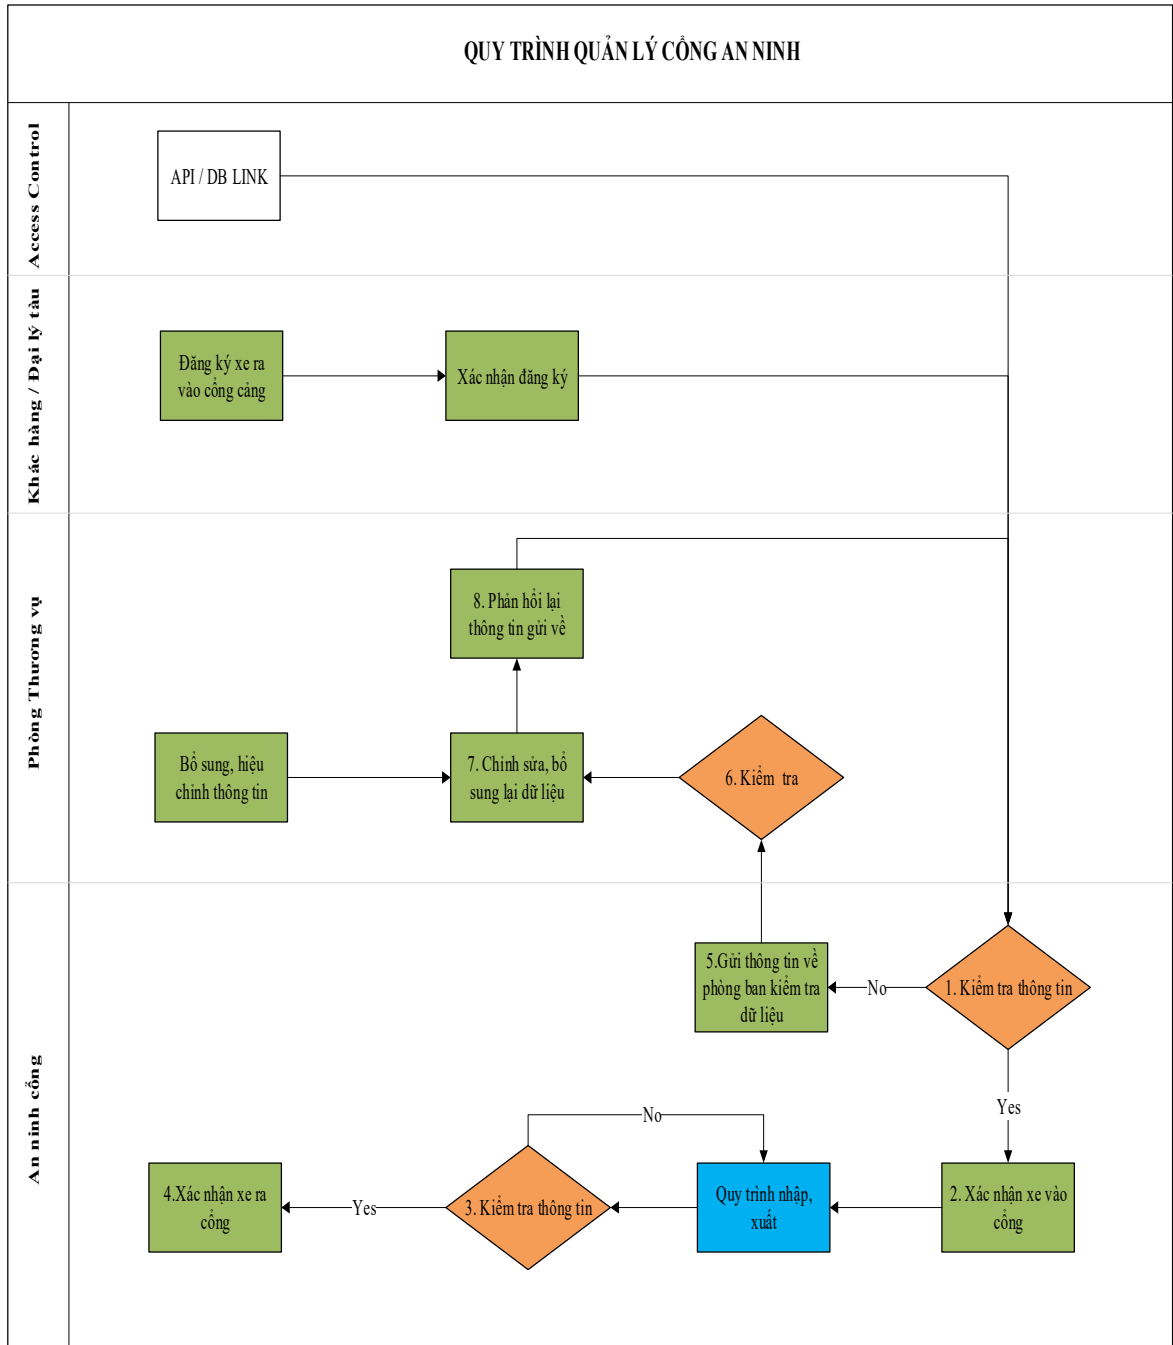 QUY TRÌNH QUẢN LÝ CỔNG AN NINH
Access Control
API / DB LINK
Khác hàng / Đại lý tàu
Đăng ký xe ra
vào cổng cảng
Xác nhận đăng ký
Phòng Thương vụ
8. Phản hồi lại
thông tin gửi về
Bổ sung, hiệu
chỉnh thông tin
7. Chỉnh sửa, bổ
sung lại dữ liệu
6. Kiểm tra
An ninh cổng
5.Gửi thông tin về
phòng ban kiểm tra
dữ liệu
No
1. Kiểm tra thông tin
Yes
No
4.Xác nhận xe ra
cổng
Yes
3. Kiểm tra thông tin
Quy trình nhập,
xuất
2. Xác nhận xe vào
cổng